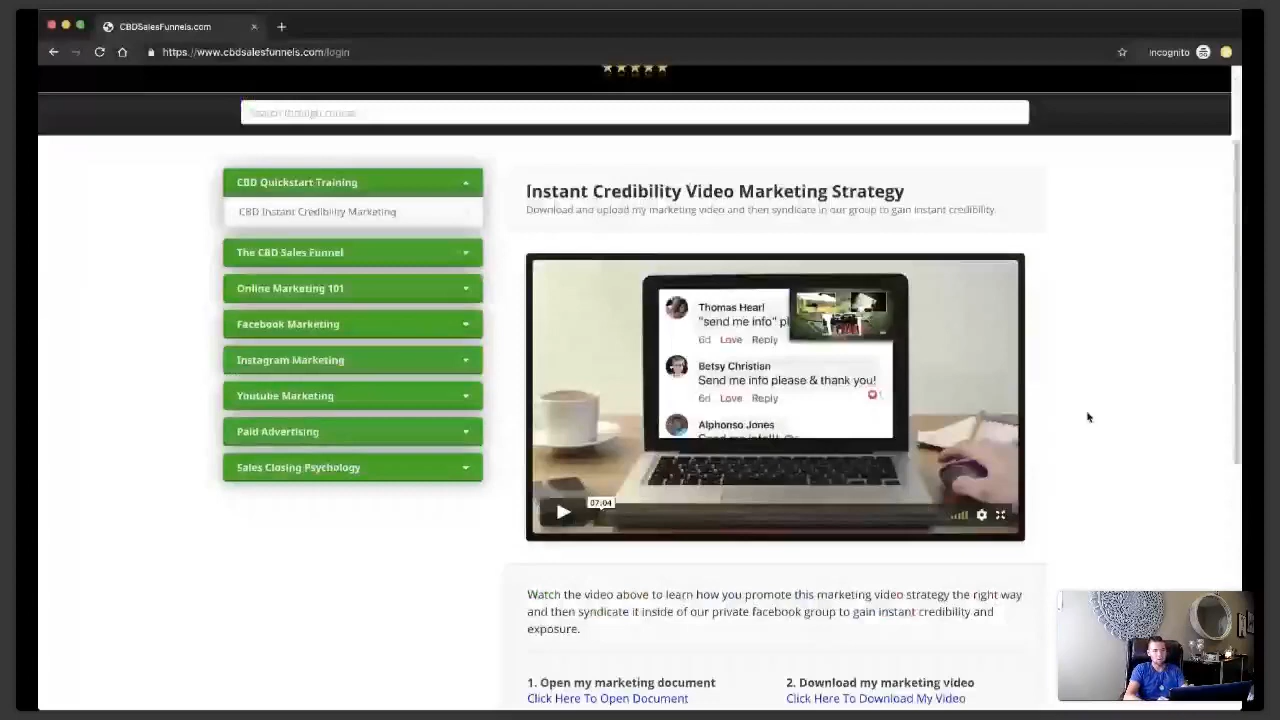 CBDSalesFunnels.com
https://www.cbdsalesfunnels.com/login
Incognito
Search through course
CBD Quickstart Training
CBD Instant Credibility Marketing
The CBD Sales Funnel
Online Marketing 101
Facebook Marketing
Instagram Marketing
Youtube Marketing
Paid Advertising
Sales Closing Psychology
Instant Credibility Video Marketing Strategy
Download and upload my marketing video and then syndicate in our group to gain instant credibility.
Thomas Hearl
"send me info" pl
6d Love Reply
Betsy Christian
Send me info please & thank you!
6d Love Reply
1
Alphonso Jones
07:04
Watch the video above to learn how you promote this marketing video strategy the right way
and then syndicate it inside of our private facebook group to gain instant credibility and
exposure.
1. Open my marketing document
Click Here To Open Document
2. Download my marketing video
Click Here To Download My Video